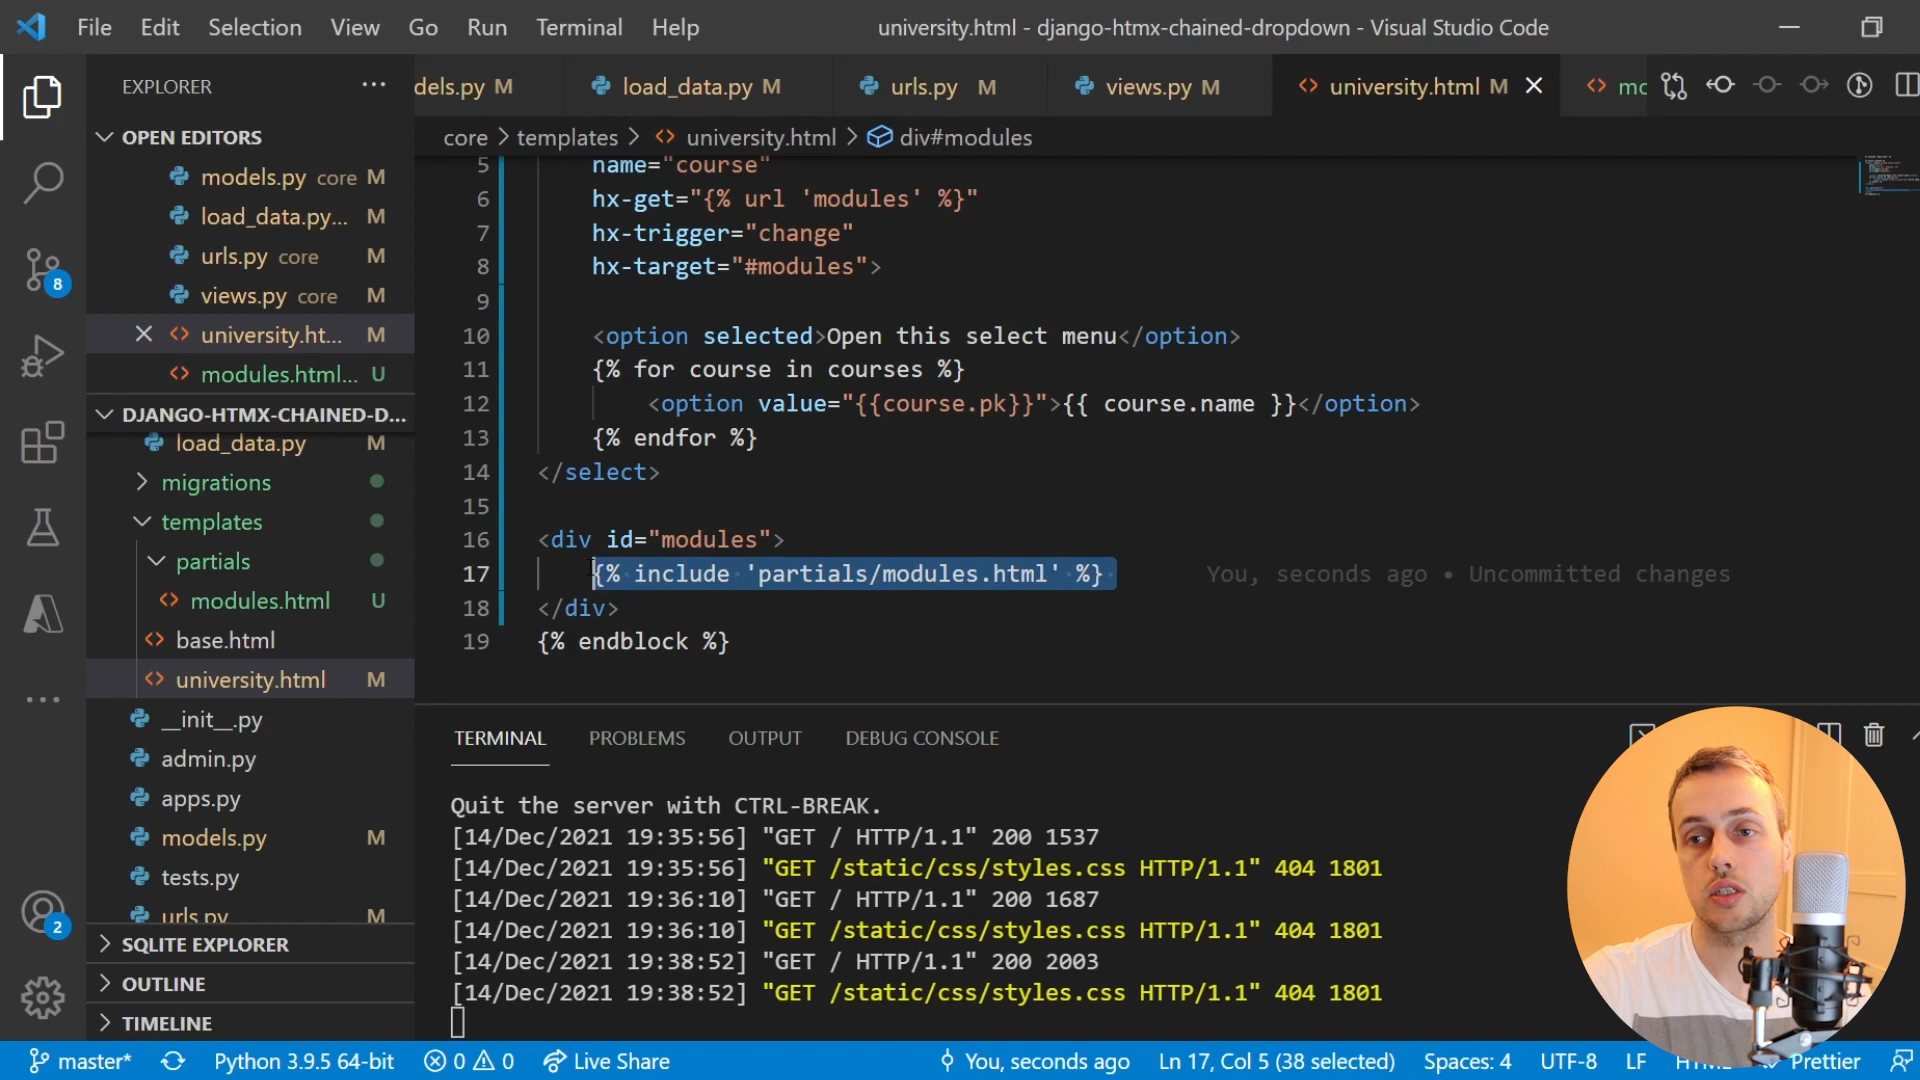 File Edit Selection View Go Run Terminal Help
university.html - django-htmx-chained-dropdown - Visual Studio Code
EXPLORER
dels.py M
load_data.py M
urls.py M
views.py M
university.html M
core > templates > university.html > div#modules
OPEN EDITORS
models.py core M
load_data.py... M
urls.py core M
views.py core M
university.ht... M
modules.html... U
DJANGO-HTMX-CHAINED-D...
load_data.py M
migrations
templates
partials
modules.html U
base.html
university.html M
__init__.py
admin.py
apps.py
models.py M
tests.py
urls.py M
SQLITE EXPLORER
OUTLINE
TIMELINE
8
2
5 name="course"
6 hx-get="{% url 'modules' %}"
7 hx-trigger="change"
8 hx-target="#modules">
9
10 <option selected>Open this select menu</option>
11 {% for course in courses %}
12 <option value="{{course.pk}}">{{ course.name }}</option>
13 {% endfor %}
14 </select>
15
16 <div id="modules">
17 {% include 'partials/modules.html' %} You, seconds ago • Uncommitted changes
18 </div>
19 {% endblock %}
TERMINAL PROBLEMS OUTPUT DEBUG CONSOLE
Quit the server with CTRL-BREAK.
[14/Dec/2021 19:35:56] "GET / HTTP/1.1" 200 1537
[14/Dec/2021 19:35:56] "GET /static/css/styles.css HTTP/1.1" 404 1801
[14/Dec/2021 19:36:10] "GET / HTTP/1.1" 200 1687
[14/Dec/2021 19:36:10] "GET /static/css/styles.css HTTP/1.1" 404 1801
[14/Dec/2021 19:38:52] "GET / HTTP/1.1" 200 2003
[14/Dec/2021 19:38:52] "GET /static/css/styles.css HTTP/1.1" 404 1801
master* Python 3.9.5 64-bit 0 0 Live Share You, seconds ago Ln 17, Col 5 (38 selected) Spaces: 4 UTF-8 LF Prettier